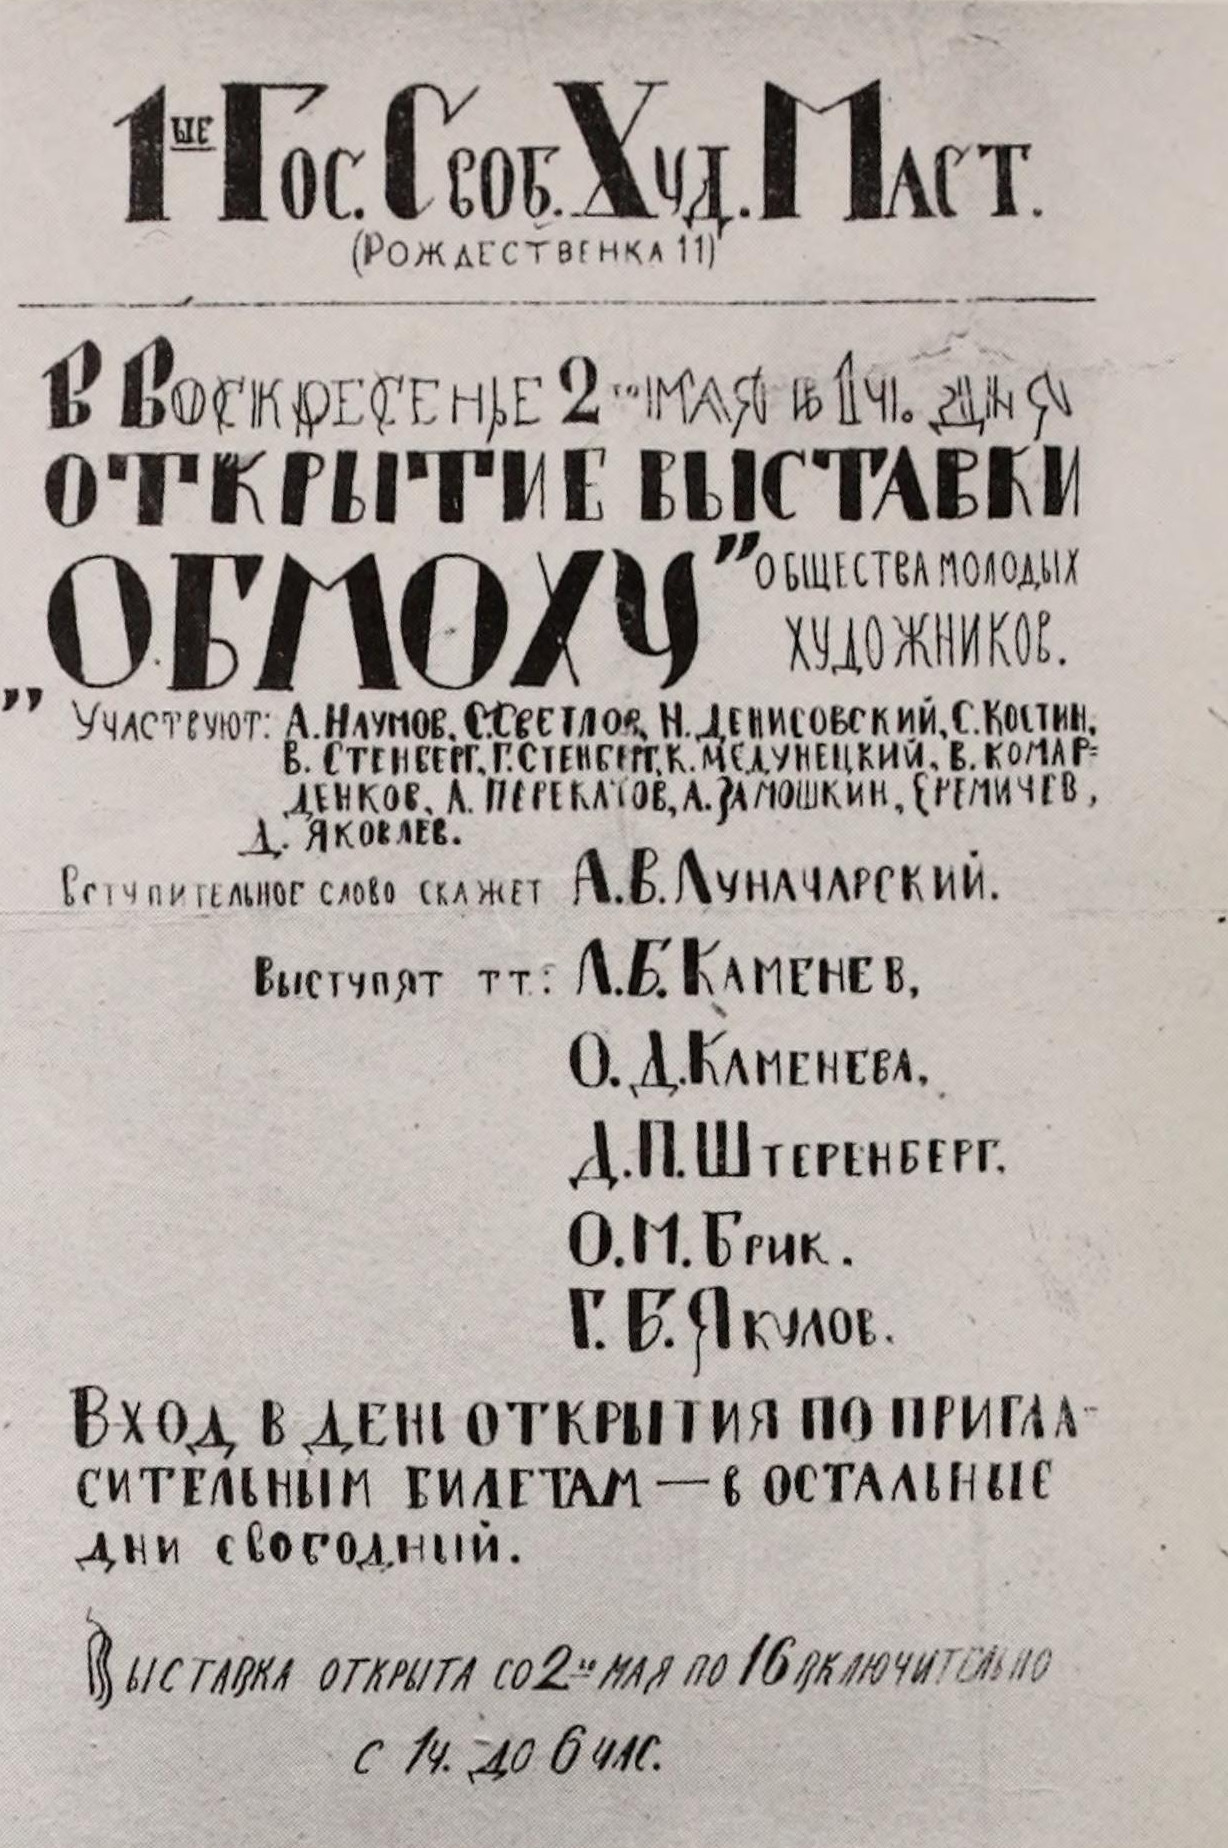 1ые Гос. Своб. Худ. Маст.
(Рождественка 11)
В Воскресенье 2го мая в 1 ч. дня
открытие выставки
ОБМОХУ "Общества молодых
художников.
"
Участвуют: А. Наумов, С. Светлов, Н. Денисовский, С. Костин,
В. Стенберг, Г. Стенберг, К. Медунецкий, В. Комар=
денков, А. Перекатов, А. Замошкин, Еремичев,
Д. Яковлев.
Вступительное слово скажет А. В. Луначарский.
Выступят тт: Л. Б. Каменев,
О. Д. Каменева,
Д. П. Штеренберг.
О. М. Брик.
Г. Б. Якулов.
Вход в день открытия по пригла-
сительным билетам — в остальные
дни свободный.
Выставка открыта со 2го мая по 16 включительно
с 1 ч. до 6 час.